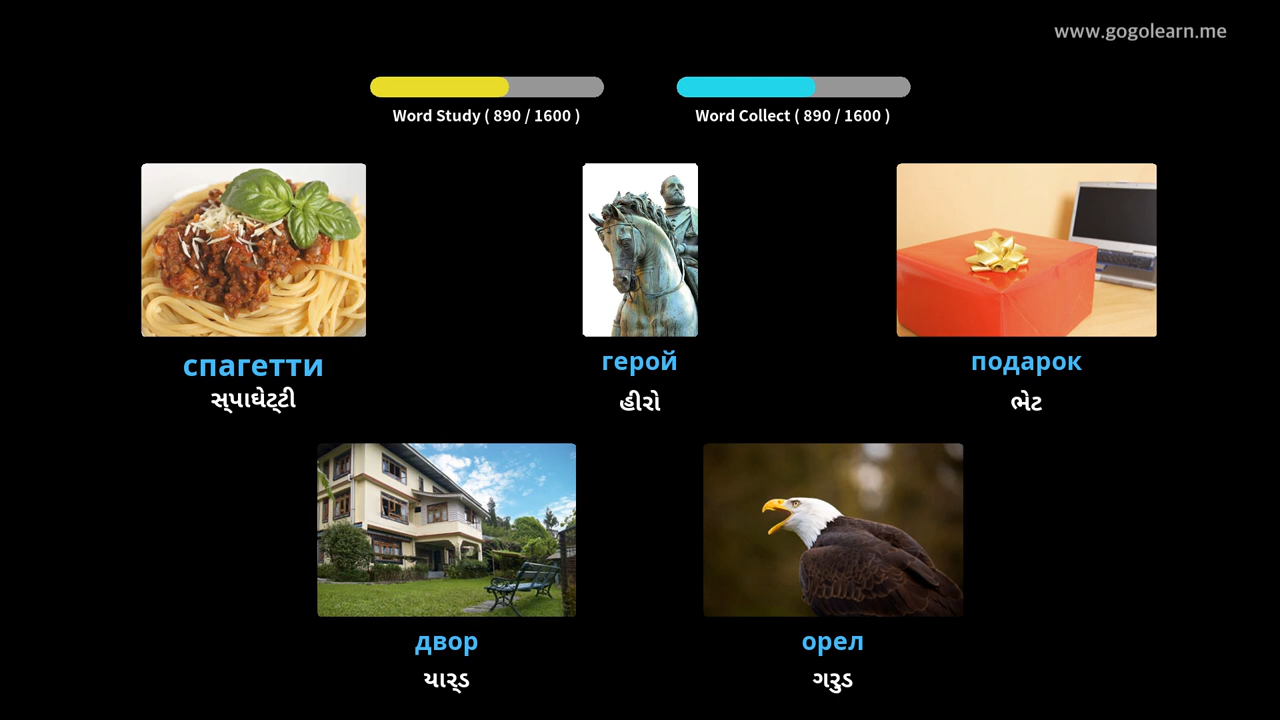 www.gogolearn.me
Word Study ( 890 / 1600 )
Word Collect ( 890 / 1600 )
спагетти
સ્પાઘેટ્ટી
герой
હીરો
подарок
ભેટ
двор
યાર્ડ
орел
ગરુડ